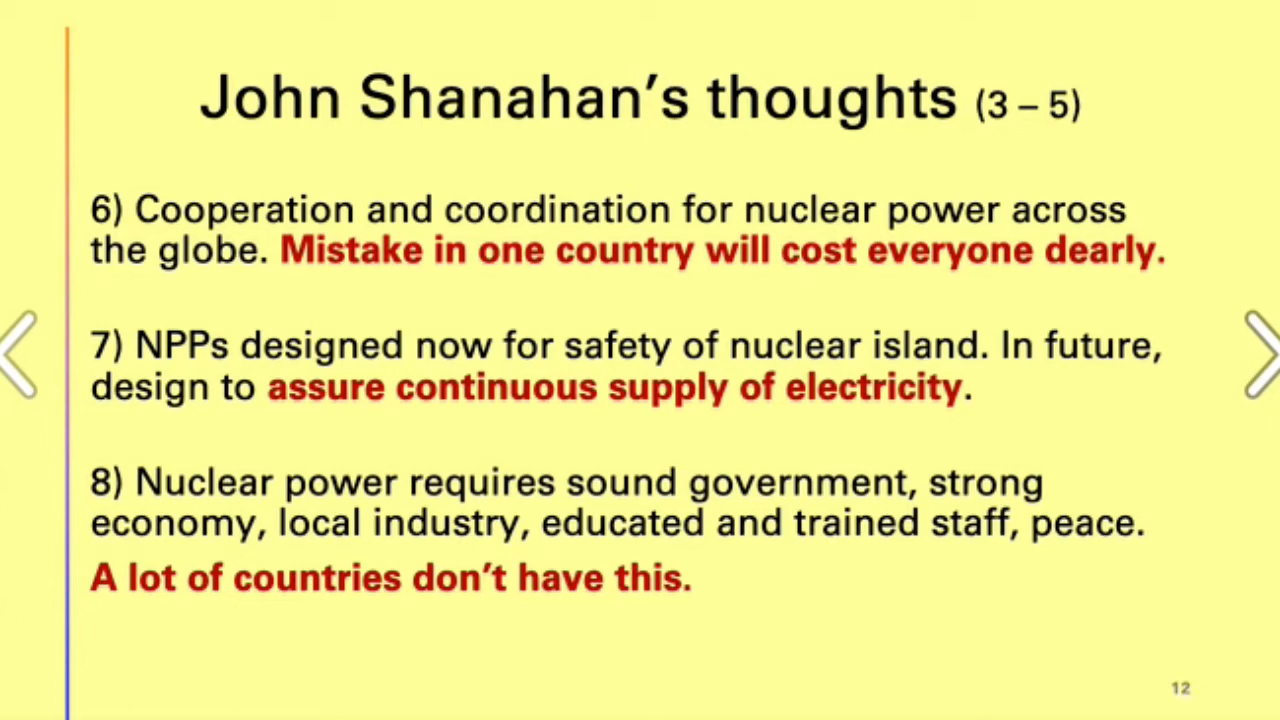 John Shanahan's thoughts (3 – 5)
6) Cooperation and coordination for nuclear power across
the globe. Mistake in one country will cost everyone dearly.
7) NPPs designed now for safety of nuclear island. In future,
design to assure continuous supply of electricity.
8) Nuclear power requires sound government, strong
economy, local industry, educated and trained staff, peace.
A lot of countries don't have this.
12